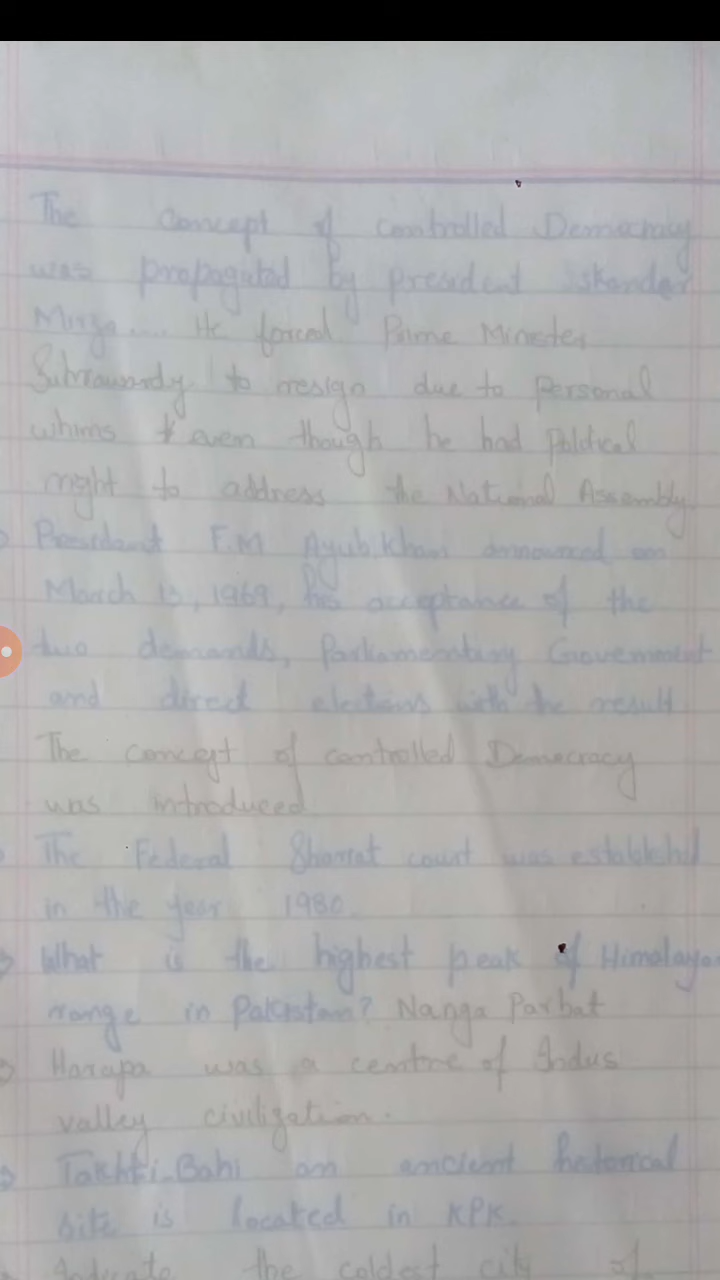 The concept of controlled Democracy
was propagated by president iskander
Mirza.... He forced Prime Minister
Suhrawardy to resign due to Personal
whims & even though he had Political
right to address the National Assembly.
President F.M Ayub Khan announced on
March 13, 1969, his acceptance of the
two demands, Parliamentary Government
and direct elections with the result
The concept of controlled Democracy
was introduced
The Federal Shariat court was
in the year 1980
What is the highest peak of Himalayan
range in Pakistan? Nanga Parbat
Harapa was a centre of Indus
valley civilization.
Takhti-Bahi an ancient historical
site is located in KPK.
the coldest city of